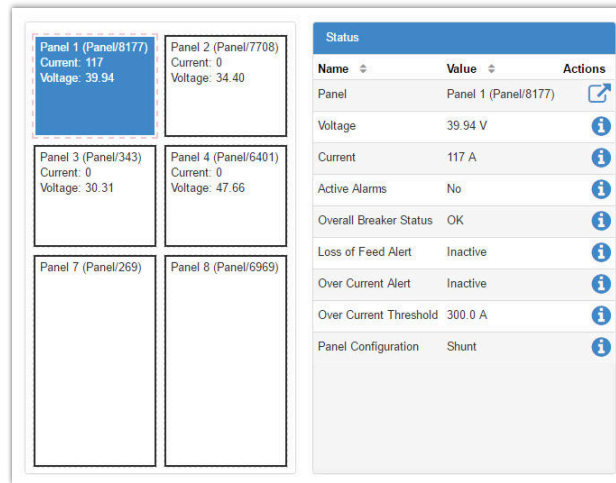 Panel 1 (Panel/8177)
Current: 117
Voltage: 39.94
Panel 2 (Panel/7708)
Current: 0
Voltage: 34.40
Panel 3 (Panel/343)
Current: 0
Voltage: 30.31
Panel 4 (Panel/6401)
Current: 0
Voltage: 47.66
Panel 7 (Panel/269)
Panel 8 (Panel/6969)
Status
Name Value Actions
Panel Panel 1 (Panel/8177)
Voltage 39.94 V
Current 117 A
Active Alarms No
Overall Breaker Status OK
Loss of Feed Alert Inactive
Over Current Alert Inactive
Over Current Threshold 300.0 A
Panel Configuration Shunt